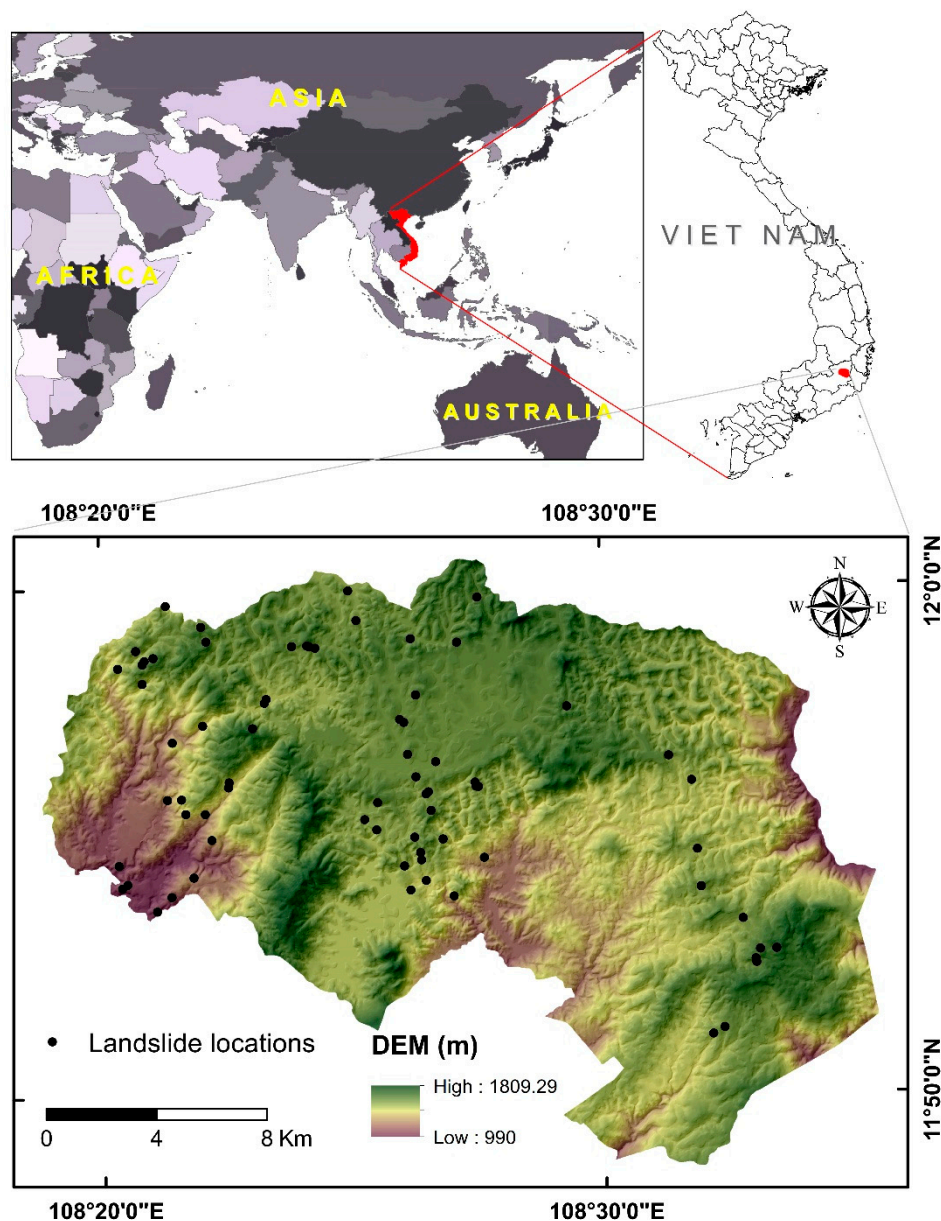 ASIA
VIET NAM
AFRICA
AUSTRALIA
108°20'0"E
108°30'0"E
12°0'0"N
N
W
E
S
Landslide locations
DEM (m)
High : 1809.29
Low : 990
0 4 8 Km
11°50'0"N
108°20'0"E
108°30'0"E